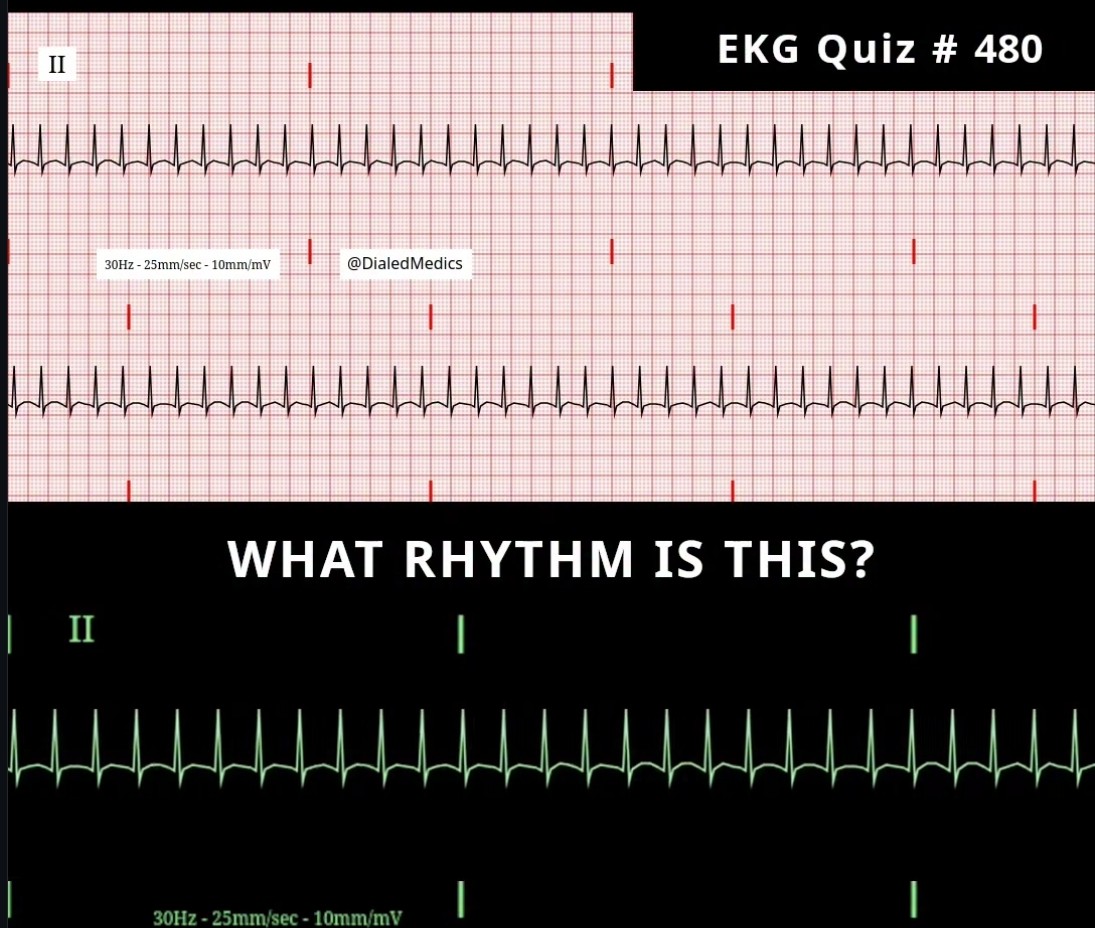 EKG Quiz # 480
II
30Hz - 25mm/sec - 10mm/mV
@DialedMedics
WHAT RHYTHM IS THIS?
II
30Hz - 25mm/sec - 10mm/mV